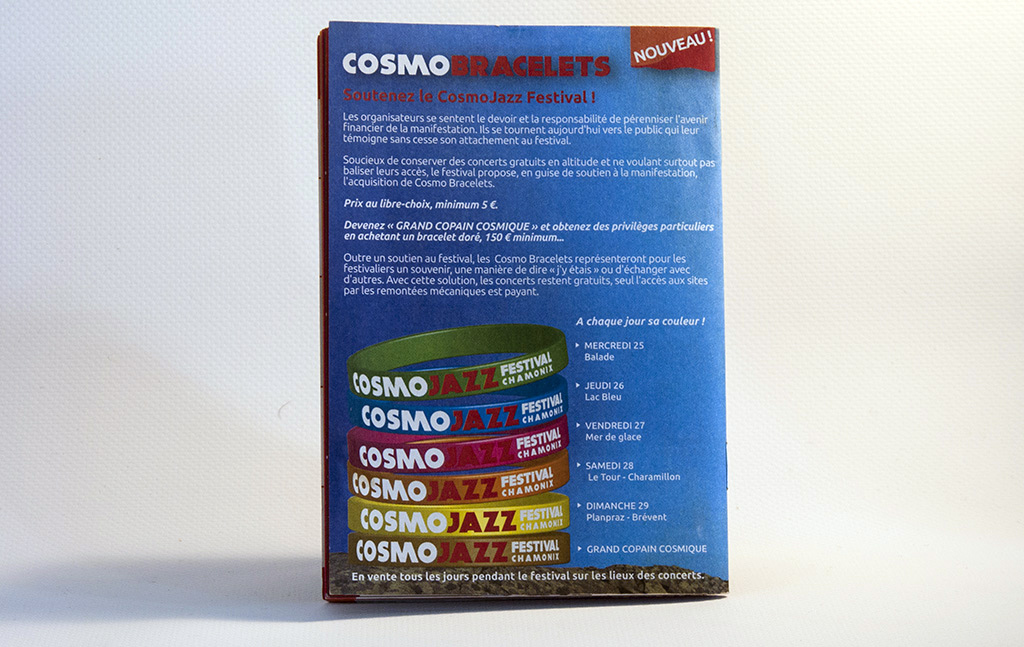 NOUVEAU !
COSMOBRACELETS
Soutenez le CosmoJazz Festival !
Les organisateurs se sentent le devoir et la responsabilité de pérenniser l'avenir
financier de la manifestation. Ils se tournent aujourd'hui vers le public qui leur
témoigne sans cesse son attachement au festival.
Soucieux de conserver des concerts gratuits en altitude et ne voulant surtout pas
baliser leurs accès, le festival propose, en guise de soutien à la manifestation,
l'acquisition de Cosmo Bracelets.
Prix au libre-choix, minimum 5 €.
Devenez « GRAND COPAIN COSMIQUE » et obtenez des privilèges particuliers
en achetant un bracelet doré, 150 € minimum...
Outre un soutien au festival, les Cosmo Bracelets représenteront pour les
festivaliers un souvenir, une manière de dire « j'y étais » ou d'échanger avec
d'autres. Avec cette solution, les concerts restent gratuits, seul l'accès aux sites
par les remontées mécaniques est payant.
A chaque jour sa couleur !
COSMOJAZZ FESTIVAL CHAMONIX
MERCREDI 25
Balade
COSMOJAZZ FESTIVAL CHAMONIX
JEUDI 26
Lac Bleu
COSMOJAZZ FESTIVAL CHAMONIX
VENDREDI 27
Mer de glace
COSMOJAZZ FESTIVAL CHAMONIX
SAMEDI 28
Le Tour - Charamillon
COSMOJAZZ FESTIVAL CHAMONIX
DIMANCHE 29
Planpraz - Brévent
COSMOJAZZ FESTIVAL CHAMONIX
GRAND COPAIN COSMIQUE
En vente tous les jours pendant le festival sur les lieux des concerts.